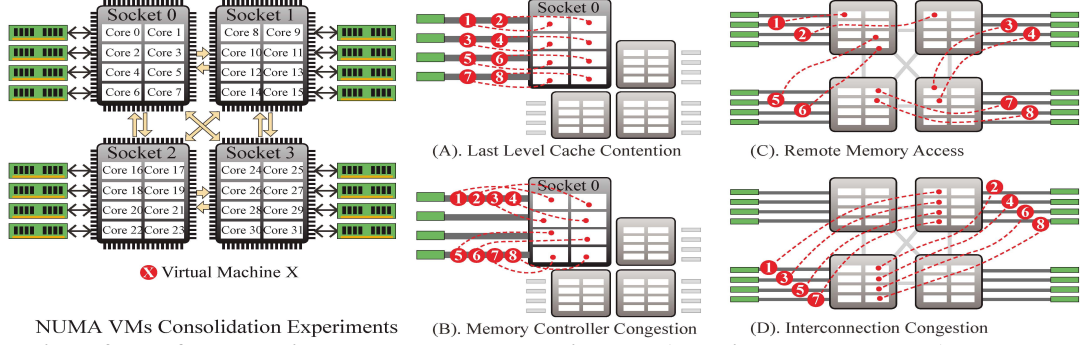 Socket 0
Core 0 Core 1
Core 2 Core 3
Core 4 Core 5
Core 6 Core 7
Socket 1
Core 8 Core 9
Core 10 Core 11
Core 12 Core 13
Core 14 Core 15
Socket 2
Core 16 Core 17
Core 18 Core 19
Core 20 Core 21
Core 22 Core 23
Socket 3
Core 24 Core 25
Core 26 Core 27
Core 28 Core 29
Core 30 Core 31
X Virtual Machine X
NUMA VMs Consolidation Experiments
Socket 0
1 2
3 4
5 6
7 8
(A). Last Level Cache Contention
Socket 0
1 2 3 4
5 6 7 8
(B). Memory Controller Congestion
1
2
3
4
5
6
7
8
(C). Remote Memory Access
2
4
6
8
1
3
5
7
(D). Interconnection Congestion